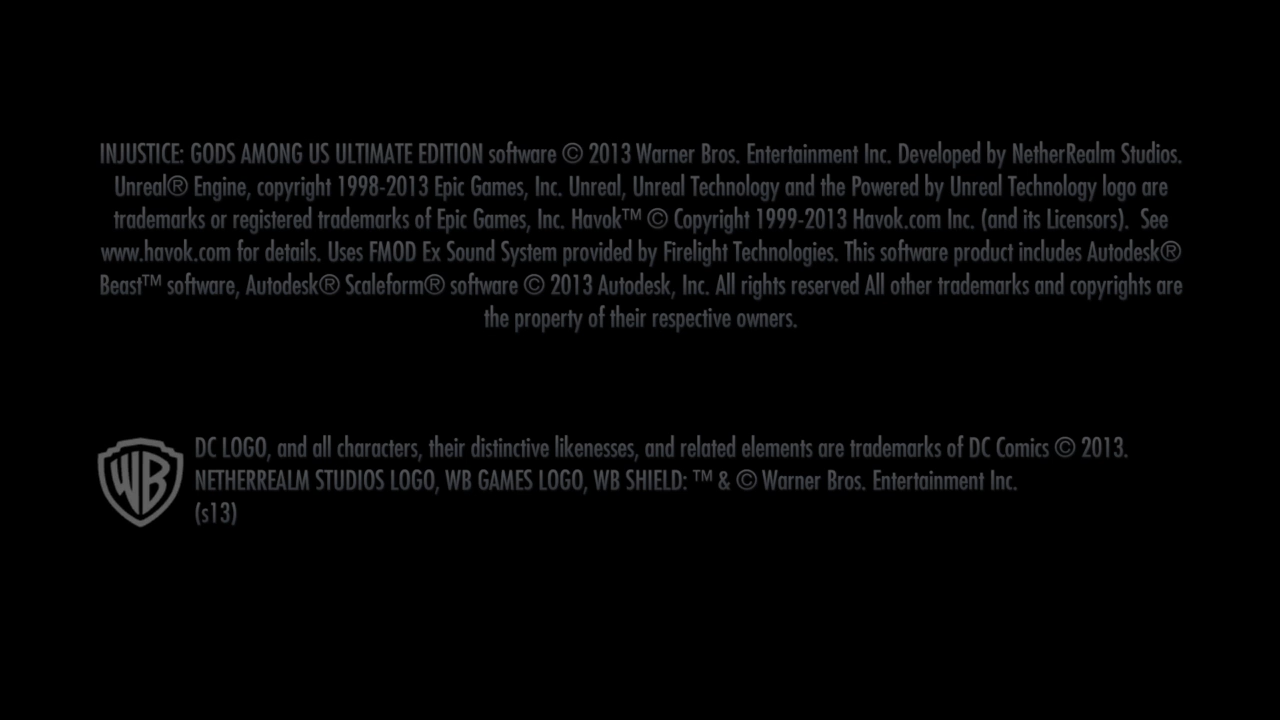 INJUSTICE: GODS AMONG US ULTIMATE EDITION software © 2013 Warner Bros. Entertainment Inc. Developed by NetherRealm Studios.
Unreal® Engine, copyright 1998-2013 Epic Games, Inc. Unreal, Unreal Technology and the Powered by Unreal Technology logo are
trademarks or registered trademarks of Epic Games, Inc. Havok™ © Copyright 1999-2013 Havok.com Inc. (and its Licensors).  See
www.havok.com for details. Uses FMOD Ex Sound System provided by Firelight Technologies. This software product includes Autodesk®
Beast™ software, Autodesk® Scaleform® software © 2013 Autodesk, Inc. All rights reserved All other trademarks and copyrights are
the property of their respective owners.
WB
DC LOGO, and all characters, their distinctive likenesses, and related elements are trademarks of DC Comics © 2013.
NETHERREALM STUDIOS LOGO, WB GAMES LOGO, WB SHIELD: ™ & © Warner Bros. Entertainment Inc.
(s13)